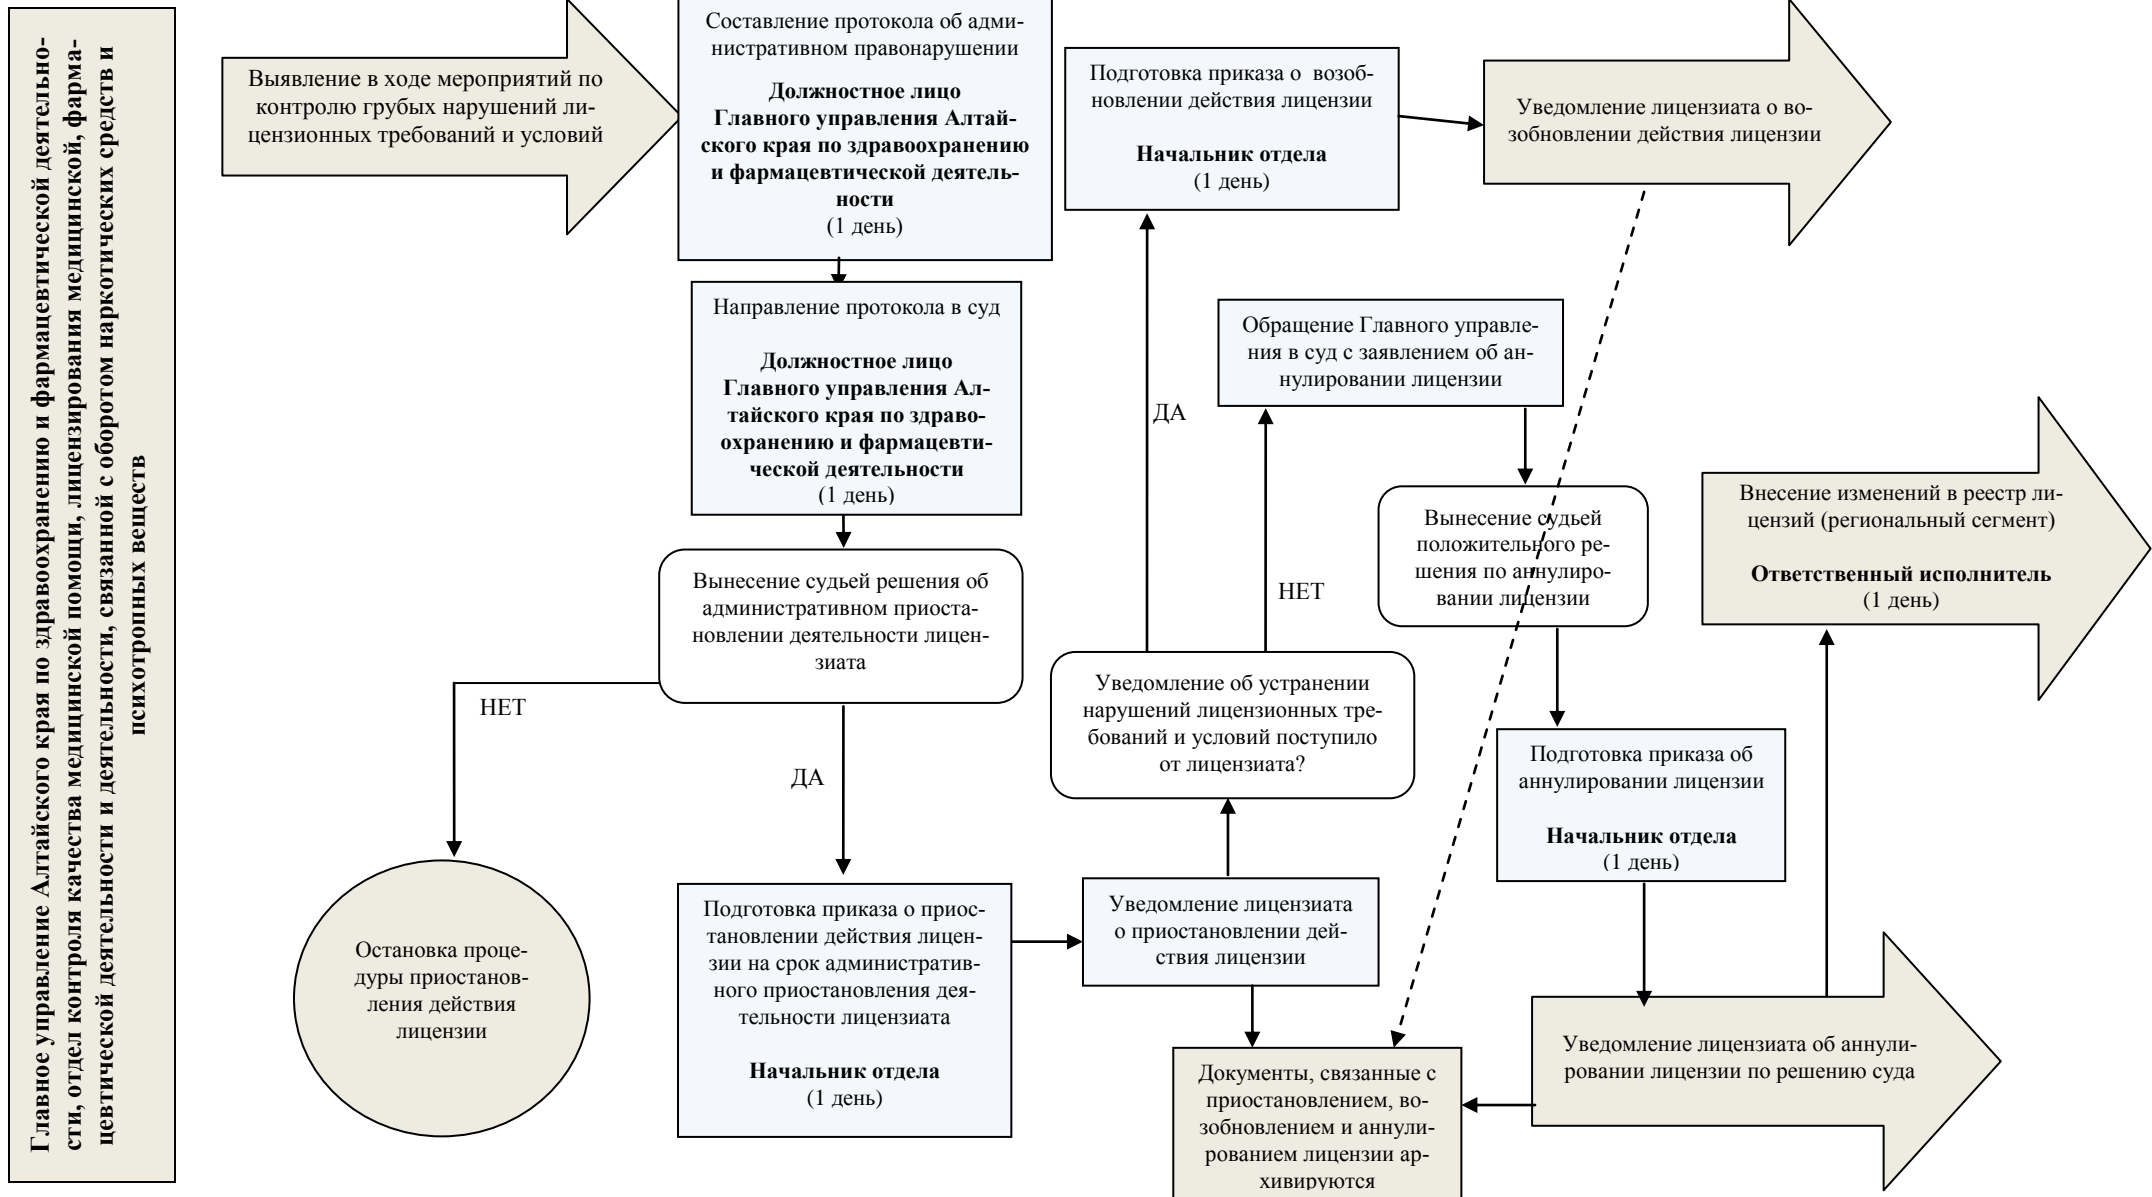 Главное управление Алтайского края по здравоохранению и фармацевтической деятельно-
сти, отдел контроля качества медицинской помощи, лицензирования медицинской, фарма-
цевтической деятельности и деятельности, связанной с оборотом наркотических средств и
психотропных веществ
Выявление в ходе мероприятий по
контролю грубых нарушений ли-
цензионных требований и условий
Составление протокола об адми-
нистративном правонарушении
Должностное лицо
Главного управления Алтай-
ского края по здравоохранению
и фармацевтической деятель-
ности
(1 день)
Направление протокола в суд
Должностное лицо
Главного управления Ал-
тайского края по здраво-
охранению и фармацевти-
ческой деятельности
(1 день)
Вынесение судьей решения об
административном приоста-
новлении деятельности лицен-
зиата
НЕТ
ДА
Остановка проце-
дуры приостанов-
ления действия
лицензии
Подготовка приказа о приос-
тановлении действия лицен-
зии на срок административ-
ного приостановления дея-
тельности лицензиата
Начальник отдела
(1 день)
Уведомление лицензиата
о приостановлении дей-
ствия лицензии
Уведомление об устранении
нарушений лицензионных тре-
бований и условий поступило
от лицензиата?
ДА
НЕТ
Подготовка приказа о возоб-
новлении действия лицензии
Начальник отдела
(1 день)
Уведомление лицензиата о во-
зобновлении действия лицензии
Обращение Главного управле-
ния в суд с заявлением об ан-
нулировании лицензии
Вынесение судьей
положительного ре-
шения по аннулиро-
вании лицензии
Подготовка приказа об
аннулировании лицензии
Начальник отдела
(1 день)
Уведомление лицензиата об аннули-
ровании лицензии по решению суда
Внесение изменений в реестр ли-
цензий (региональный сегмент)
Ответственный исполнитель
(1 день)
Документы, связанные с
приостановлением, во-
зобновлением и аннули-
рованием лицензии ар-
хивируются